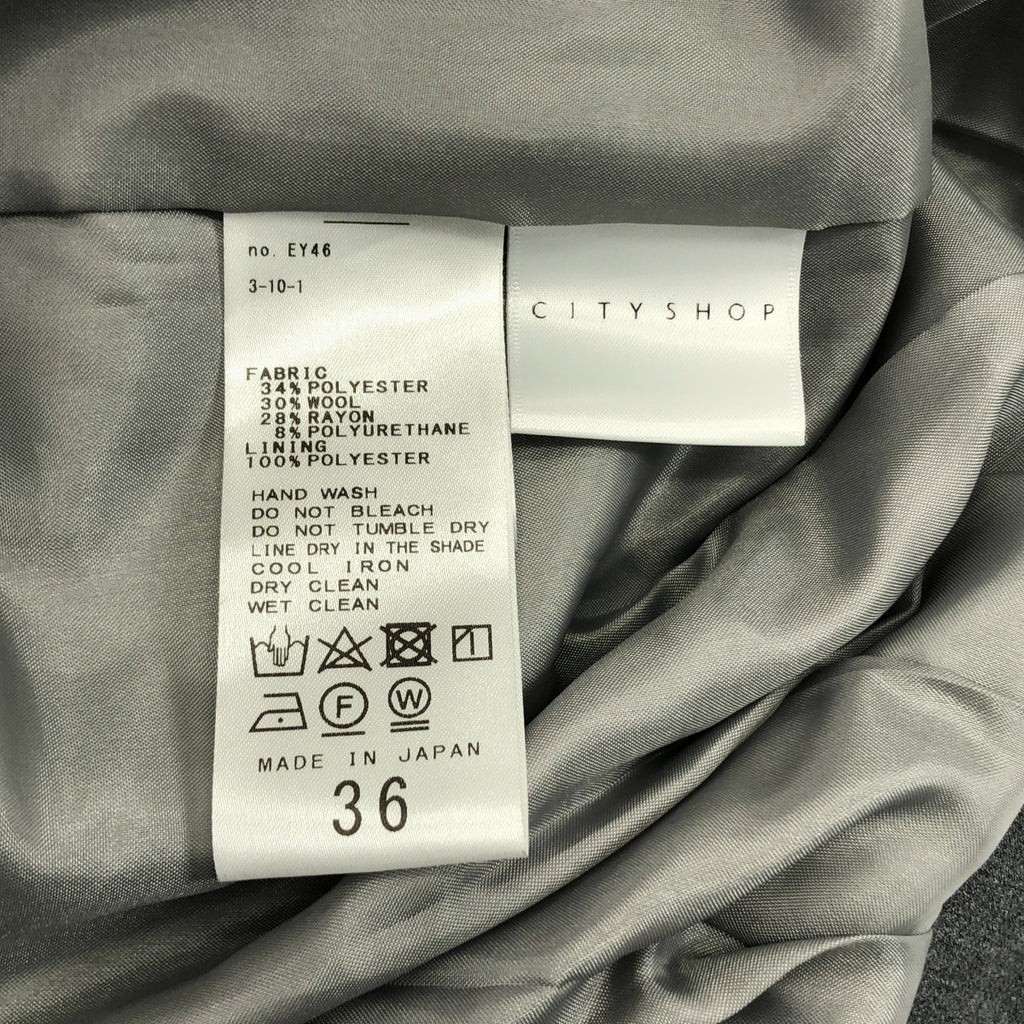 no. EY46
3-10-1
FABRIC
34% POLYESTER
30% WOOL
28% RAYON
8% POLYURETHANE
LINING
100% POLYESTER
HAND WASH
DO NOT BLEACH
DO NOT TUMBLE DRY
LINE DRY IN THE SHADE
COOL IRON
DRY CLEAN
WET CLEAN
F W
MADE IN JAPAN
36
CITYSHOP